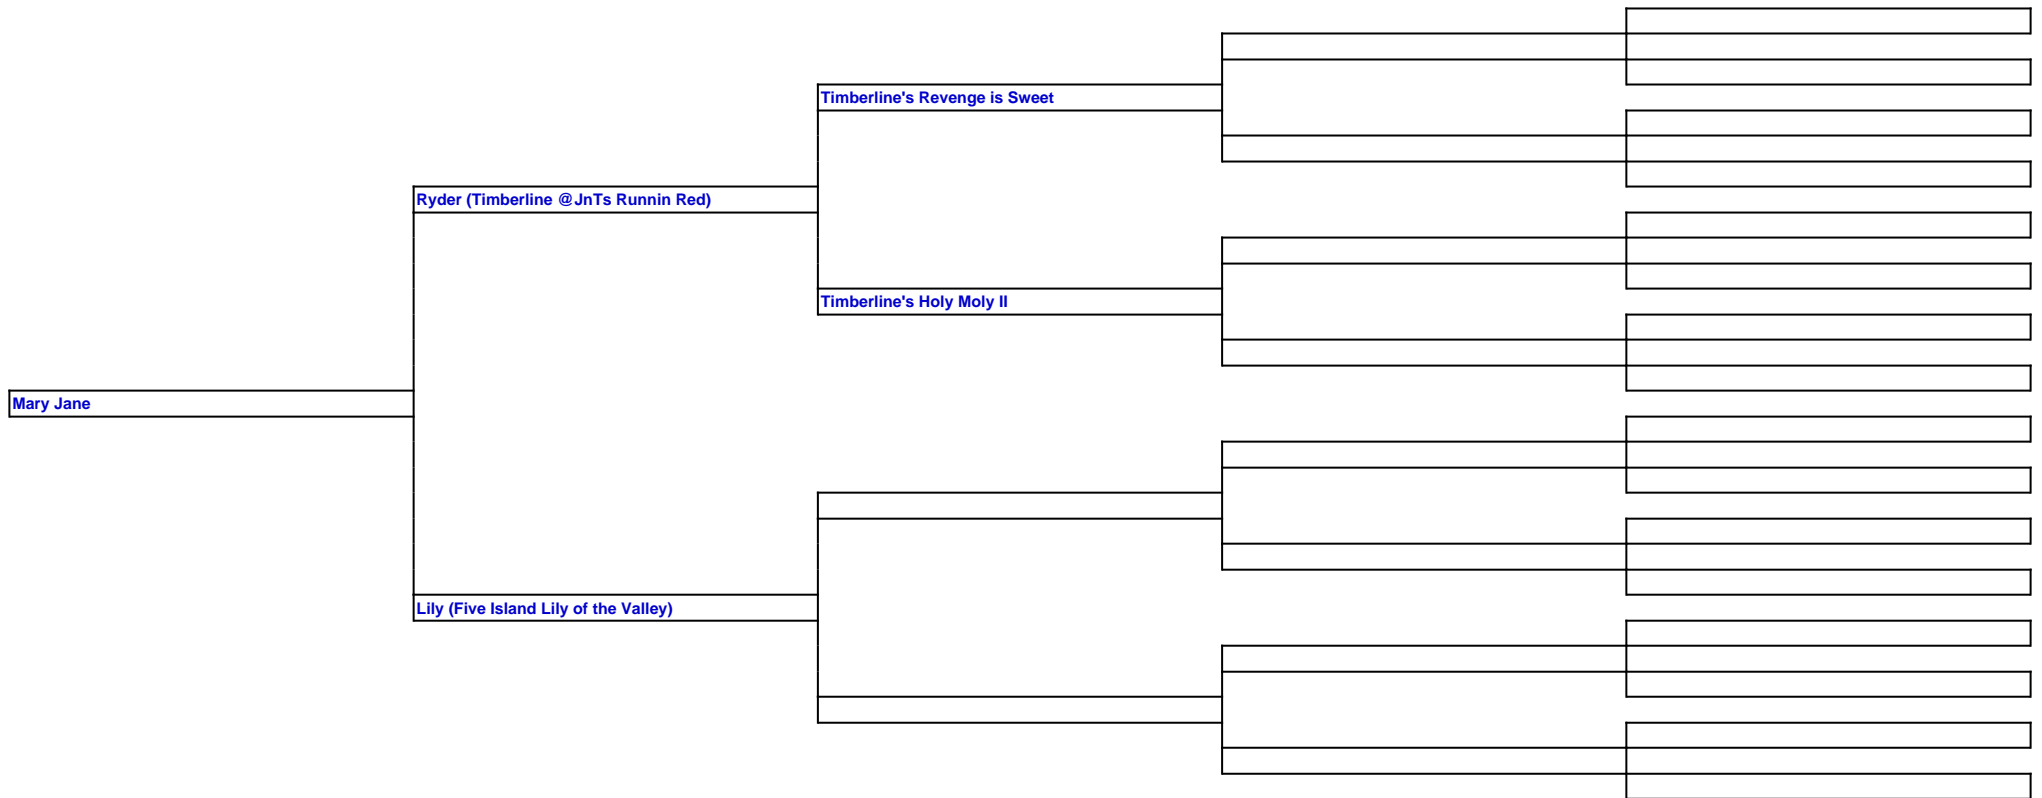 Timberline's Revenge is Sweet
Ryder (Timberline @JnTs Runnin Red)
Timberline's Holy Moly II
Mary Jane
Lily (Five Island Lily of the Valley)